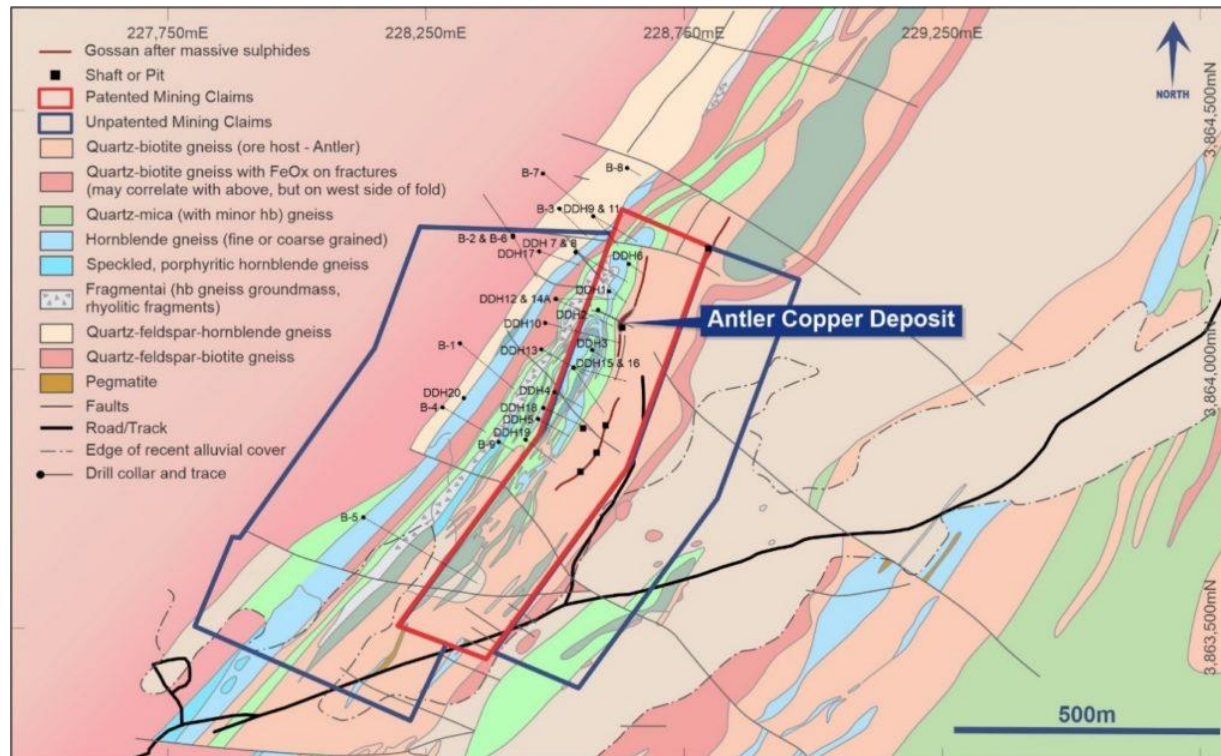 227,750mE
228,250mE
228,750mE
229,250mE
Gossan after massive sulphides
Shaft or Pit
Patented Mining Claims
Unpatented Mining Claims
Quartz-biotite gneiss (ore host - Antler)
Quartz-biotite gneiss with FeOx on fractures
(may correlate with above, but on west side of fold)
Quartz-mica (with minor hb) gneiss
Hornblende gneiss (fine or coarse grained)
Speckled, porphyritic hornblende gneiss
Fragmentai (hb gneiss groundmass,
rhyolitic fragments)
Quartz-feldspar-hornblende gneiss
Quartz-feldspar-biotite gneiss
Pegmatite
Faults
Road/Track
Edge of recent alluvial cover
Drill collar and trace
NORTH
3,864,500mN
3,864,000mN
3,863,500mN
B-8
B-7
B-3
DDH9 & 11
B-2 & B-6
DDH 7 & 8
DDH17
DDH6
DDH1
DDH12 & 14A
DDH2
DDH10
Antler Copper Deposit
B-1
DDH13
DDH3
DDH15 & 16
DDH4
DDH20
B-4
DDH18
DDH5
DDH19
B-9
B-5
500m